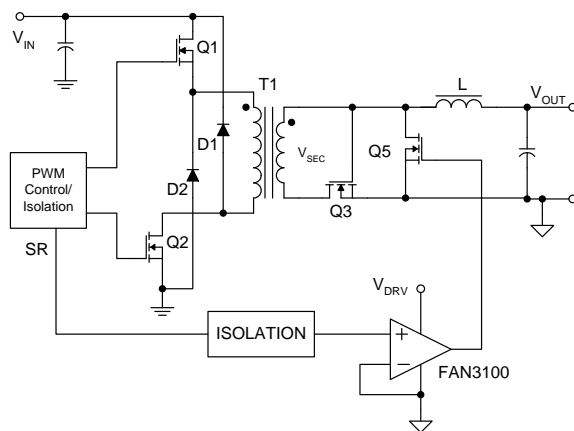 V_IN
Q1
T1
L
V_OUT
D1
V_SEC
Q5
PWM
Control/
Isolation
D2
Q3
Q2
SR
V_DRV
ISOLATION
+
−
FAN3100